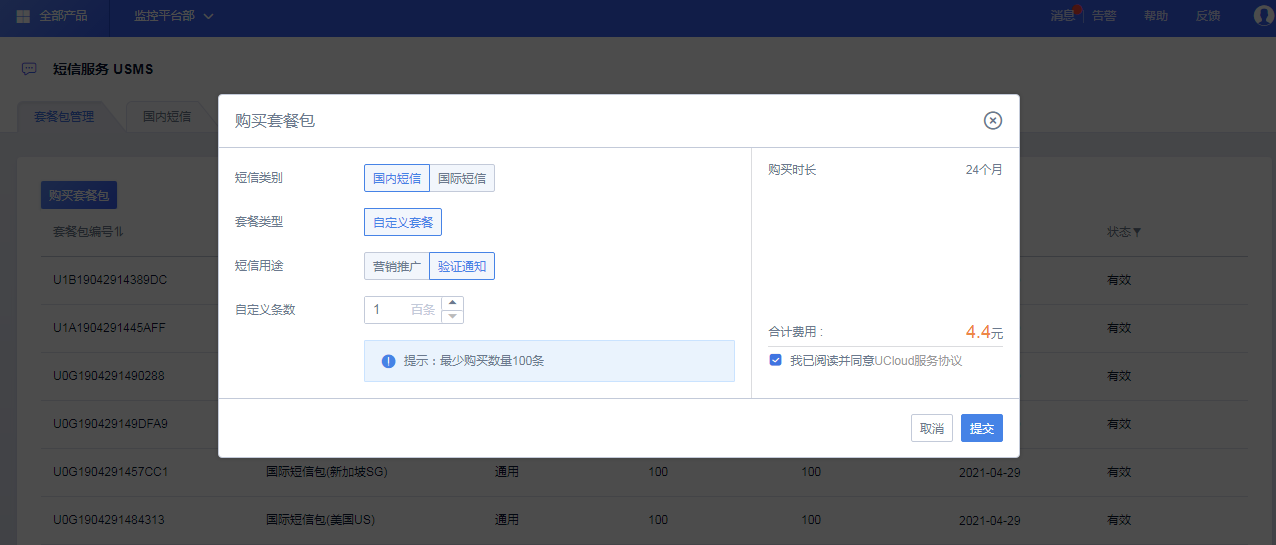 全部产品 监控平台部 消息 告警 帮助 反馈
短信服务 USMS
套餐包管理 国内短信
购买套餐包
短信类别 国内短信 国际短信
套餐类型 自定义套餐
短信用途 营销推广 验证通知
自定义条数 1 百条
提示：最少购买数量100条
购买时长 24个月
合计费用： 4.4元
我已阅读并同意UCloud服务协议
取消 提交
购买套餐包
套餐包编号 状态
U1B19042914389DC 有效
U1A1904291445AFF 有效
U0G1904291490288 有效
U0G190429149DFA9 有效
U0G1904291457CC1 国际短信包(新加坡SG) 通用 100 100 2021-04-29 有效
U0G1904291484313 国际短信包(美国US) 通用 100 100 2021-04-29 有效